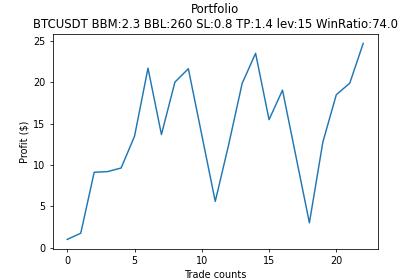 Portfolio
BTCUSDT BBM:2.3 BBL:260 SL:0.8 TP:1.4 lev:15 WinRatio:74.0
25
20
15
10
5
0
Profit ($)
0 5 10 15 20
Trade counts